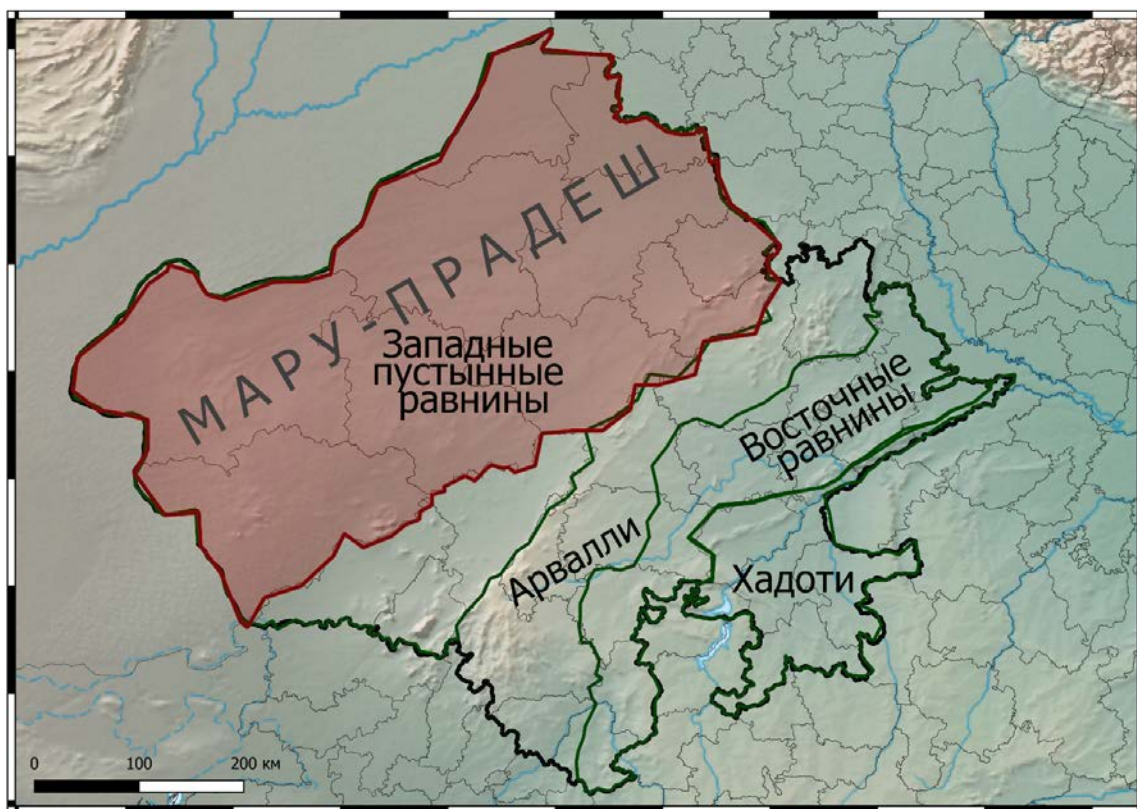 МАРУ-ПРАДЕШ
Западные
пустынные
равнины
Восточные
равнины
Арвалли
Хадоти
0 100 200 км